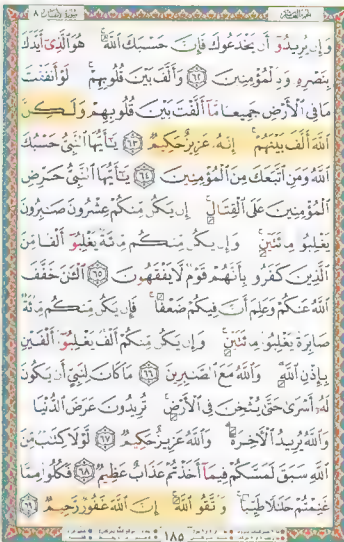 الجزء العاشر سورة الأنفال ٨
وَإِن يُرِيدُوٓا۟ أَن يَخْدَعُوكَ فَإِنَّ حَسْبَكَ ٱللَّهُ ۚ هُوَ ٱلَّذِىٓ أَيَّدَكَ
بِنَصْرِهِۦ وَبِٱلْمُؤْمِنِينَ ٦٢ وَأَلَّفَ بَيْنَ قُلُوبِهِمْ ۚ لَوْ أَنفَقْتَ
مَا فِى ٱلْأَرْضِ جَمِيعًا مَّآ أَلَّفْتَ بَيْنَ قُلُوبِهِمْ وَلَـٰكِنَّ
ٱللَّهَ أَلَّفَ بَيْنَهُمْ ۚ إِنَّهُۥ عَزِيزٌ حَكِيمٌ ٦٣ يَـٰٓأَيُّهَا ٱلنَّبِىُّ حَسْبُكَ
ٱللَّهُ وَمَنِ ٱتَّبَعَكَ مِنَ ٱلْمُؤْمِنِينَ ٦٤ يَـٰٓأَيُّهَا ٱلنَّبِىُّ حَرِّضِ
ٱلْمُؤْمِنِينَ عَلَى ٱلْقِتَالِ ۚ إِن يَكُن مِّنكُمْ عِشْرُونَ صَـٰبِرُونَ
يَغْلِبُوا۟ مِا۟ئَتَيْنِ ۚ وَإِن يَكُن مِّنكُم مِّا۟ئَةٌ يَغْلِبُوٓا۟ أَلْفًا مِّنَ
ٱلَّذِينَ كَفَرُوا۟ بِأَنَّهُمْ قَوْمٌ لَّا يَفْقَهُونَ ٦٥ ٱلْـَٔـٰنَ خَفَّفَ
ٱللَّهُ عَنكُمْ وَعَلِمَ أَنَّ فِيكُمْ ضَعْفًا ۚ فَإِن يَكُن مِّنكُم مِّا۟ئَةٌ
صَابِرَةٌ يَغْلِبُوا۟ مِا۟ئَتَيْنِ ۚ وَإِن يَكُن مِّنكُمْ أَلْفٌ يَغْلِبُوٓا۟ أَلْفَيْنِ
بِإِذْنِ ٱللَّهِ ۗ وَٱللَّهُ مَعَ ٱلصَّـٰبِرِينَ ٦٦ مَا كَانَ لِنَبِىٍّ أَن يَكُونَ
لَهُۥٓ أَسْرَىٰ حَتَّىٰ يُثْخِنَ فِى ٱلْأَرْضِ ۚ تُرِيدُونَ عَرَضَ ٱلدُّنْيَا
وَٱللَّهُ يُرِيدُ ٱلْـَٔاخِرَةَ ۗ وَٱللَّهُ عَزِيزٌ حَكِيمٌ ٦٧ لَّوْلَا كِتَـٰبٌ مِّنَ
ٱللَّهِ سَبَقَ لَمَسَّكُمْ فِيمَآ أَخَذْتُمْ عَذَابٌ عَظِيمٌ ٦٨ فَكُلُوا۟ مِمَّا
غَنِمْتُمْ حَلَـٰلًا طَيِّبًا ۚ وَٱتَّقُوا۟ ٱللَّهَ ۚ إِنَّ ٱللَّهَ غَفُورٌ رَّحِيمٌ ٦٩
١٨٥